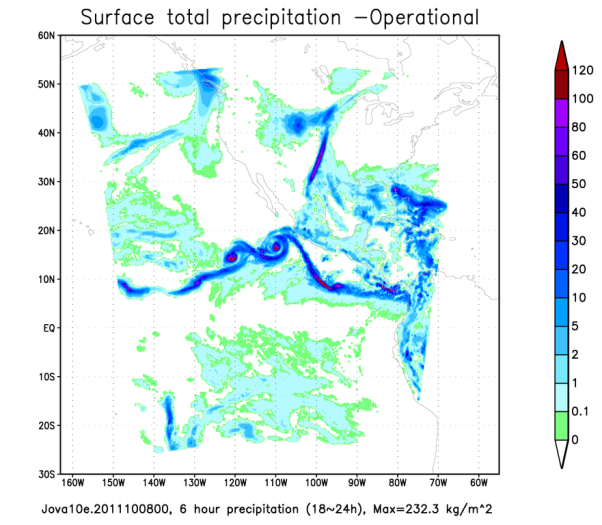 Surface total precipitation −Operational
60N
50N
40N
30N
20N
10N
EQ
10S
20S
30S
160W 150W 140W 130W 120W 110W 100W 90W 80W 70W
120
100
80
60
50
40
30
20
10
5
2
1
0.1
0
Jova10e.2011100800, 6 hour precipitation (18~24h), Max=232.3 kg/m^2